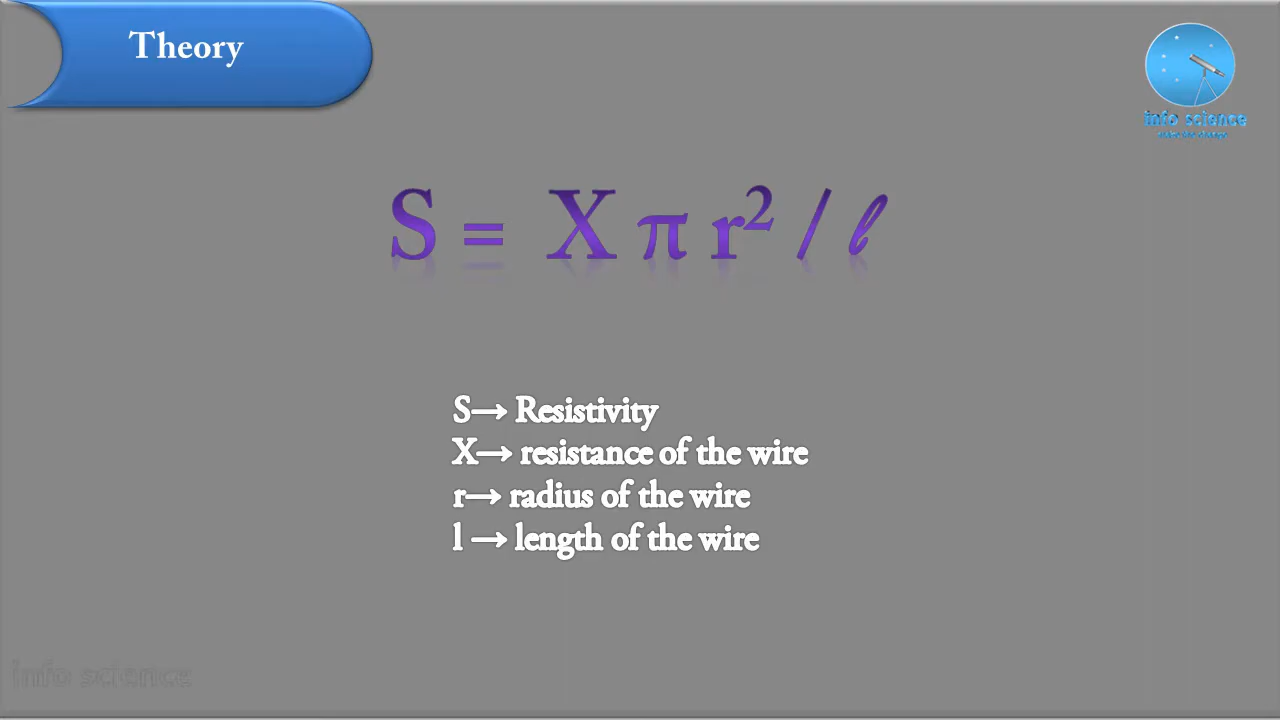 Theory
info science
S = X π r² / ℓ
S→ Resistivity
X→ resistance of the wire
r→ radius of the wire
l → length of the wire
info science